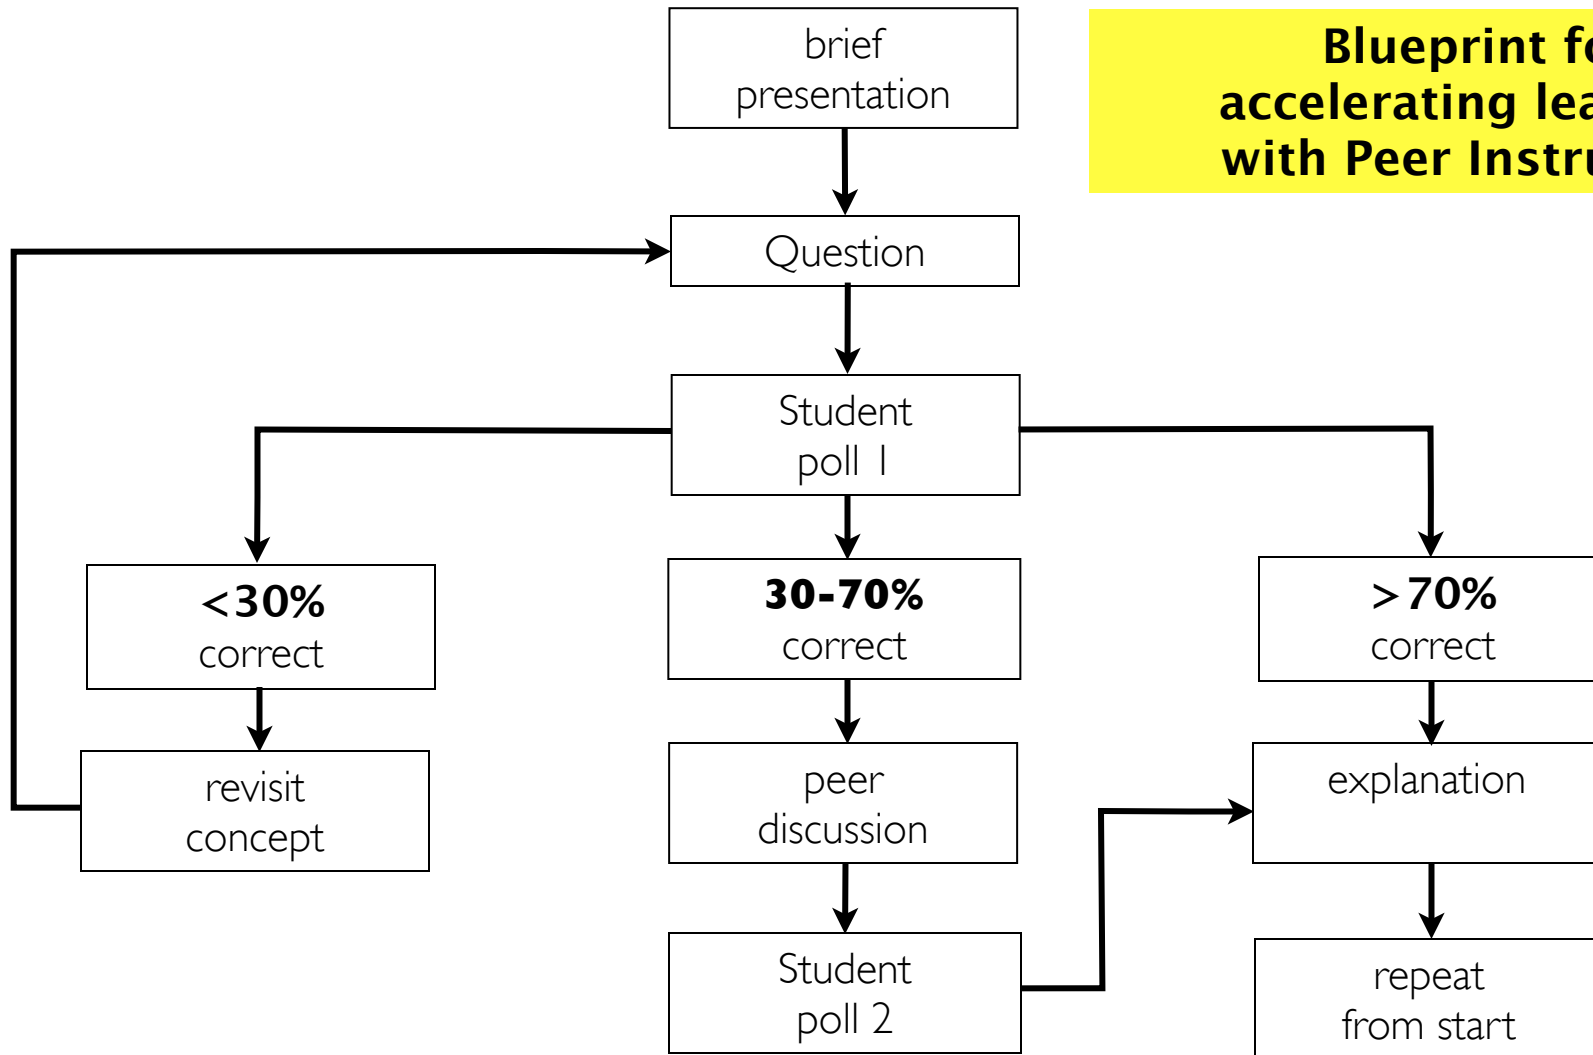 brief
presentation
Blueprint fo
accelerating lea
with Peer Instru
Question
Student
poll 1
<30%
correct
30-70%
correct
>70%
correct
revisit
concept
peer
discussion
explanation
Student
poll 2
repeat
from start